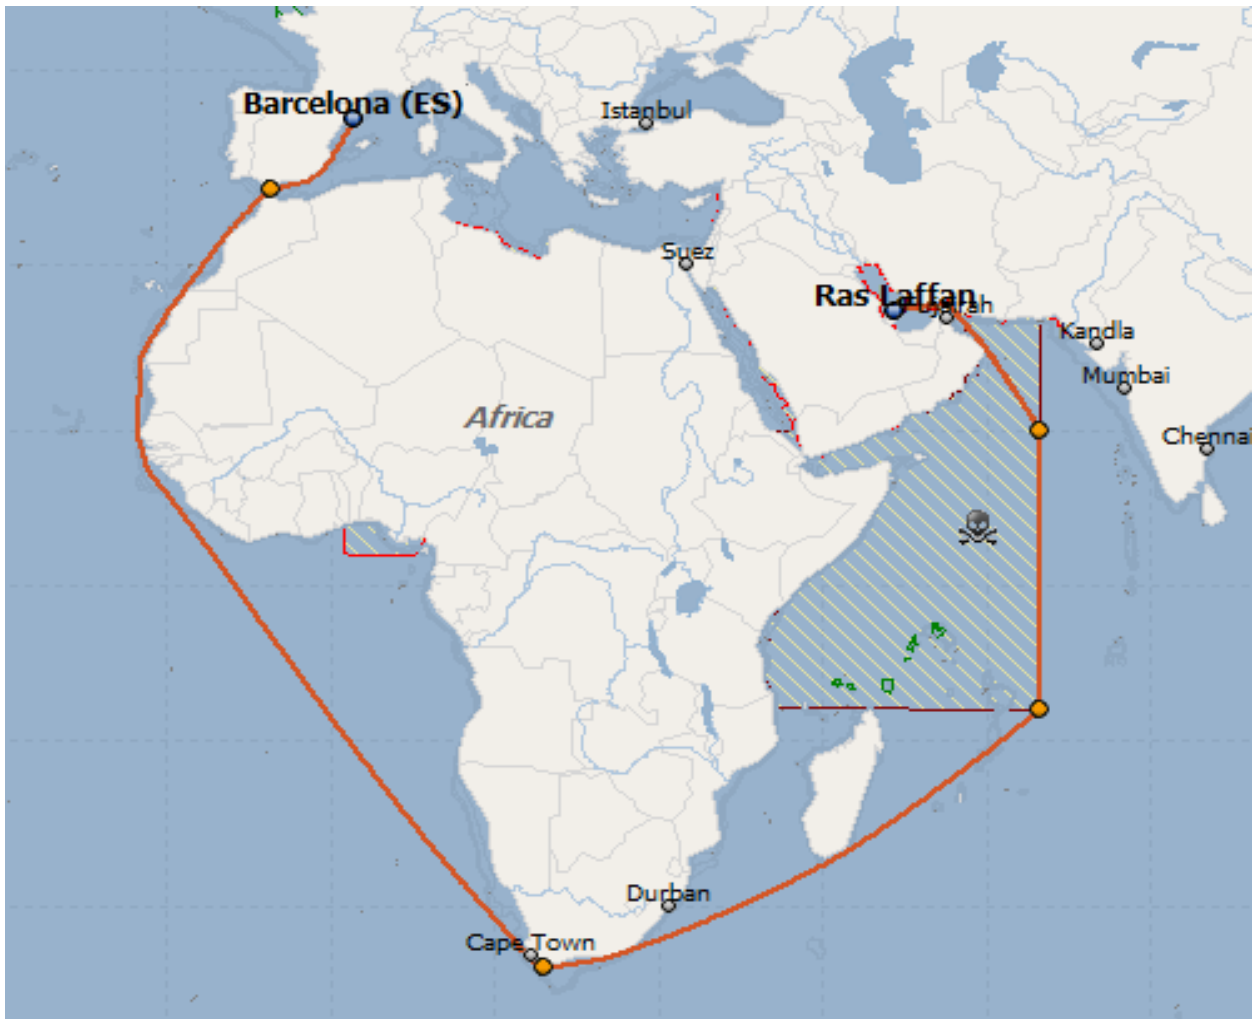 Barcelona (ES)
Istanbul
Suez
Ras Laffan
Kandla
Mumbai
Africa
Chennai
Durban
Cape Town